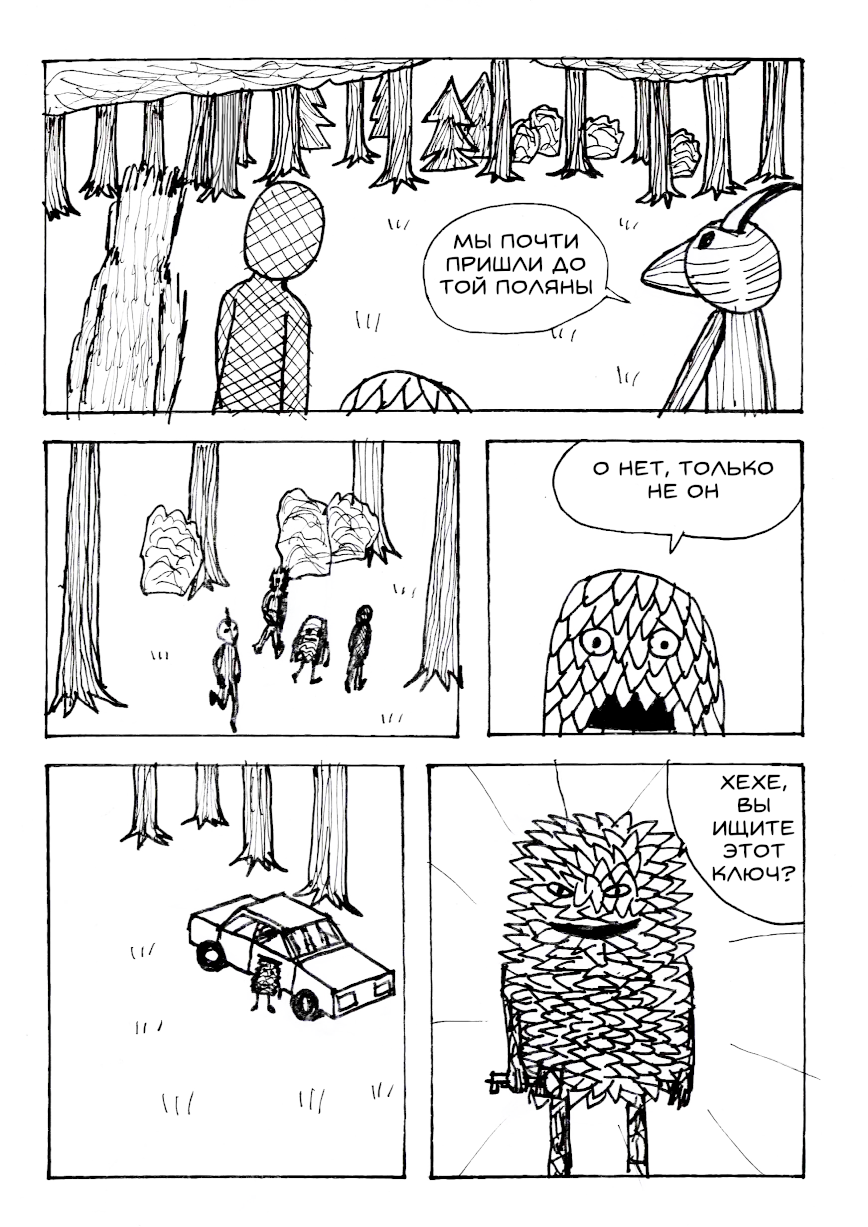 МЫ ПОЧТИ
ПРИШЛИ ДО
ТОЙ ПОЛЯНЫ
О НЕТ, ТОЛЬКО
НЕ ОН
ХЕХЕ,
ВЫ
ИЩИТЕ
ЭТОТ
КЛЮЧ?